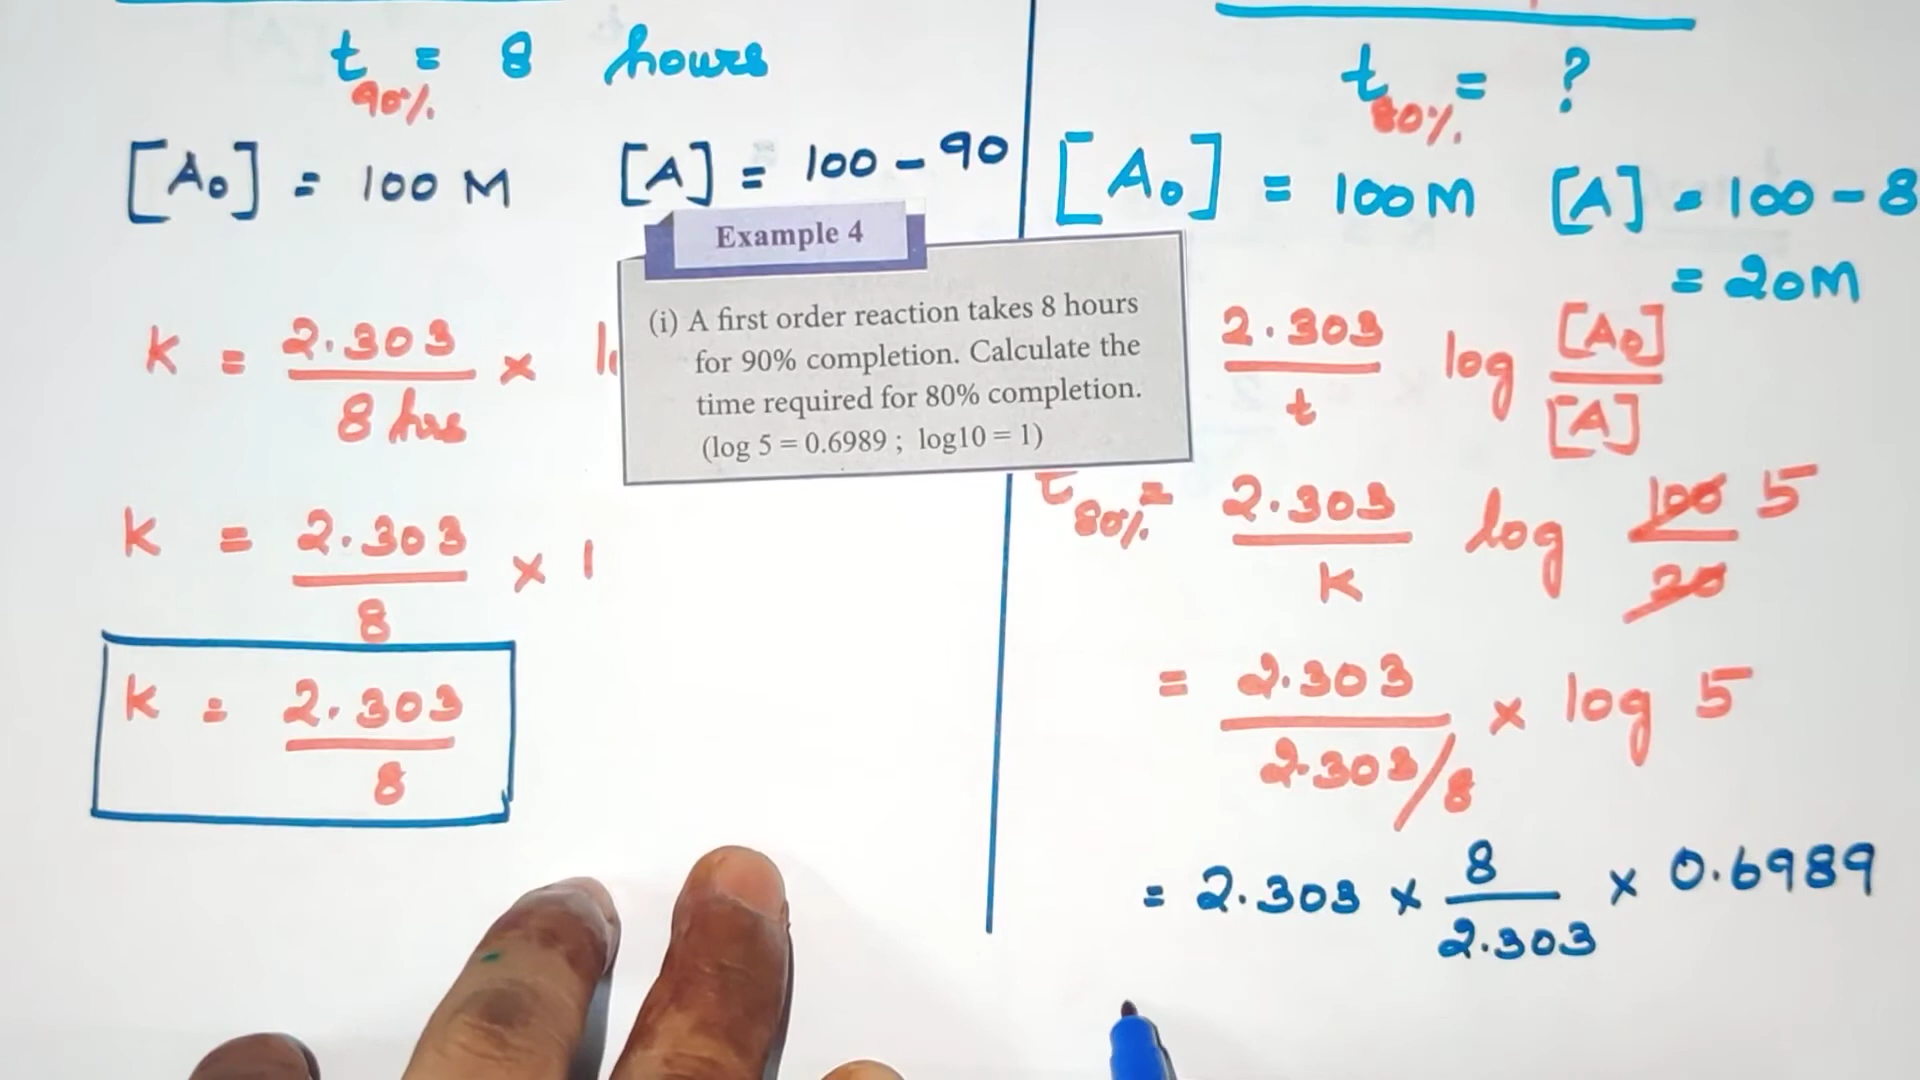 t90% = 8 hours
[A₀] = 100 M [A] = 100 - 90
k = 2.303 / 8 hrs ×
k = 2.303 / 8 × 1
k = 2.303 / 8
Example 4
(i) A first order reaction takes 8 hours
for 90% completion. Calculate the
time required for 80% completion.
(log 5 = 0.6989 ; log10 = 1)
t80% = ?
[A₀] = 100M [A] = 100 - 8
= 20M
2.303 / t log [A₀] / [A]
t80% = 2.303 / k log 100 / 20 5
= 2.303 / 2.303/8 × log 5
= 2.303 × 8 / 2.303 × 0.6989